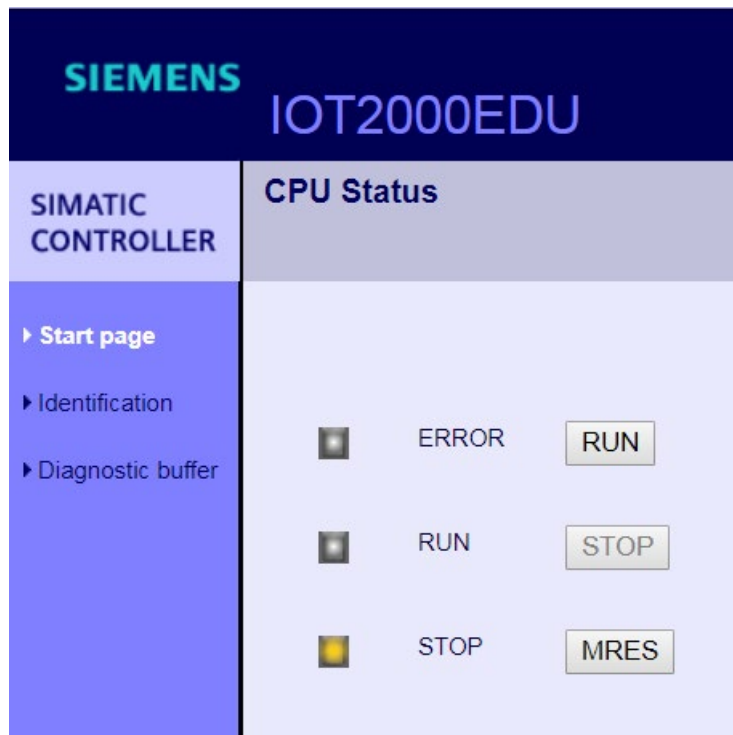 SIEMENS
IOT2000EDU
SIMATIC
CONTROLLER
CPU Status
Start page
Identification
Diagnostic buffer
ERROR RUN
RUN STOP
STOP MRES